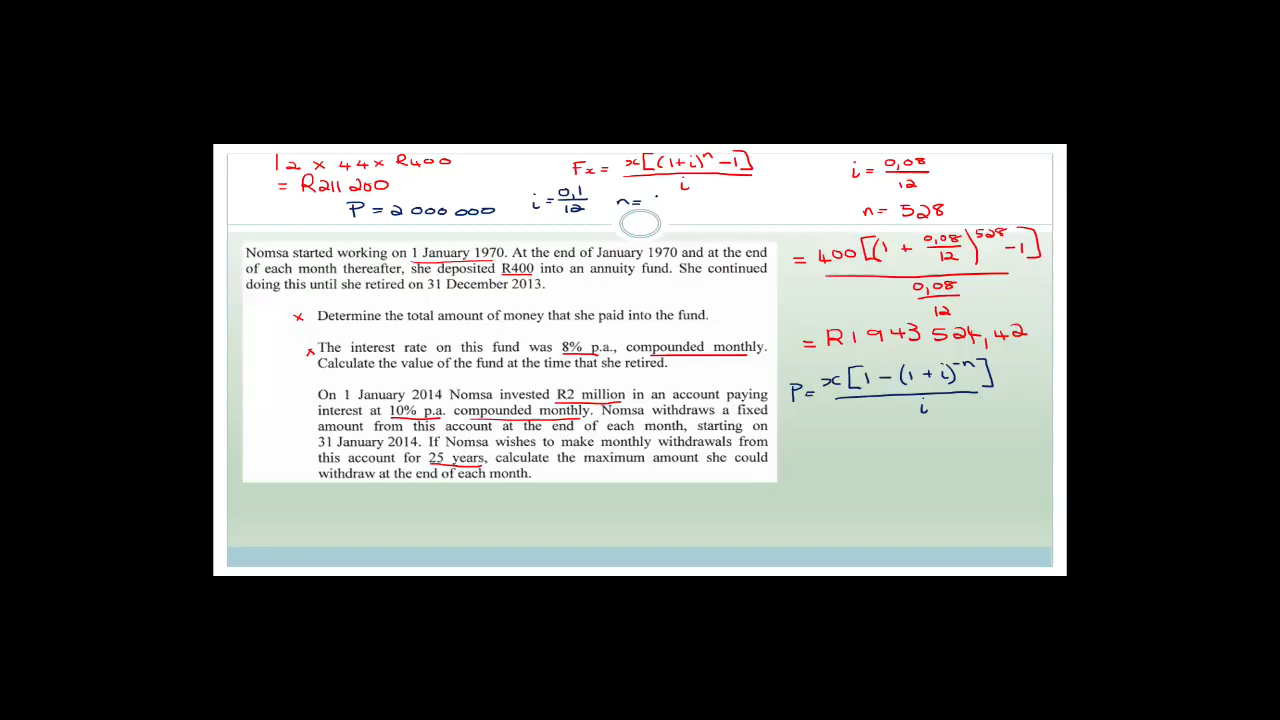 12 × 44 × R400
= R211 200
P = 2 000 000
Fx = x[(1+i)^n −1] / i
i = 0,1 / 12
n =
i = 0,08 / 12
n = 528
Nomsa started working on 1 January 1970. At the end of January 1970 and at the end
of each month thereafter, she deposited R400 into an annuity fund. She continued
doing this until she retired on 31 December 2013.
× Determine the total amount of money that she paid into the fund.
× The interest rate on this fund was 8% p.a., compounded monthly.
Calculate the value of the fund at the time that she retired.
On 1 January 2014 Nomsa invested R2 million in an account paying
interest at 10% p.a. compounded monthly. Nomsa withdraws a fixed
amount from this account at the end of each month, starting on
31 January 2014. If Nomsa wishes to make monthly withdrawals from
this account for 25 years, calculate the maximum amount she could
withdraw at the end of each month.
= 400[(1 + 0,08 / 12)^528 −1] / 0,08 / 12
= R1 943 524,42
P = x[1 − (1 + i)^−n] / i